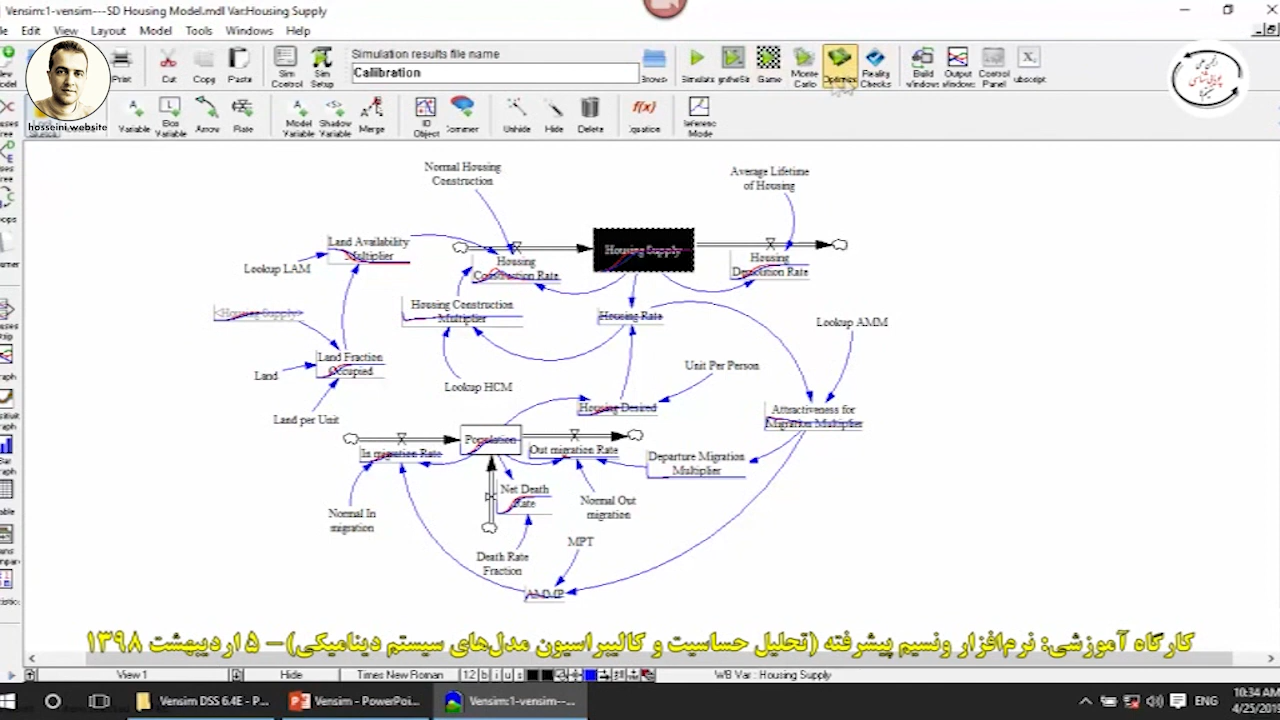 Vensim:1-vensim---SD Housing Model.mdl Var:Housing Supply
Edit View Layout Model Tools Windows Help
Simulation results file name
Print Cut Copy Paste Sim Control Sim Setup Calibration Browse Simulate Game Monte Carlo Optimize Reality Checks Build Windows Output Windows Control Panel
hosseini website
Variable Box Variable Arrow Rate Model Variable Shadow Variable Merge IO Object Unhide Hide Delete Reference Mode
Normal Housing
Construction
Average Lifetime
of Housing
Land Availability
Multiplier
Housing Supply
Lookup LAM
Housing
Construction Rate
Housing
Demolition Rate
Housing Construction
Multiplier
<Housing Supply>
Housing Rate
Lookup AMM
Land Fraction
Occupied
Land
Unit Per Person
Lookup HCM
Land per Unit
Housing Desired
Attractiveness for
Migration Multiplier
Population
In migration Rate
Out migration Rate
Departure Migration
Multiplier
Net Death
Rate
Normal In
migration
Normal Out
migration
MPT
Death Rate
Fraction
AMMP
کارگاه آموزشی: نرم‌افزار ونسیم پیشرفته (تحلیل حساسیت و کالیبراسیون مدل‌های سیستم دینامیکی)- ۵ اردیبهشت ۱۳۹۸
View 1 Hide Times New Roman 12 b i u s WB Var : Housing Supply
Vensim DSS 6.4E - P... Vensim - PowerPoi... Vensim:1-vensim---... ENG 10:34 AM